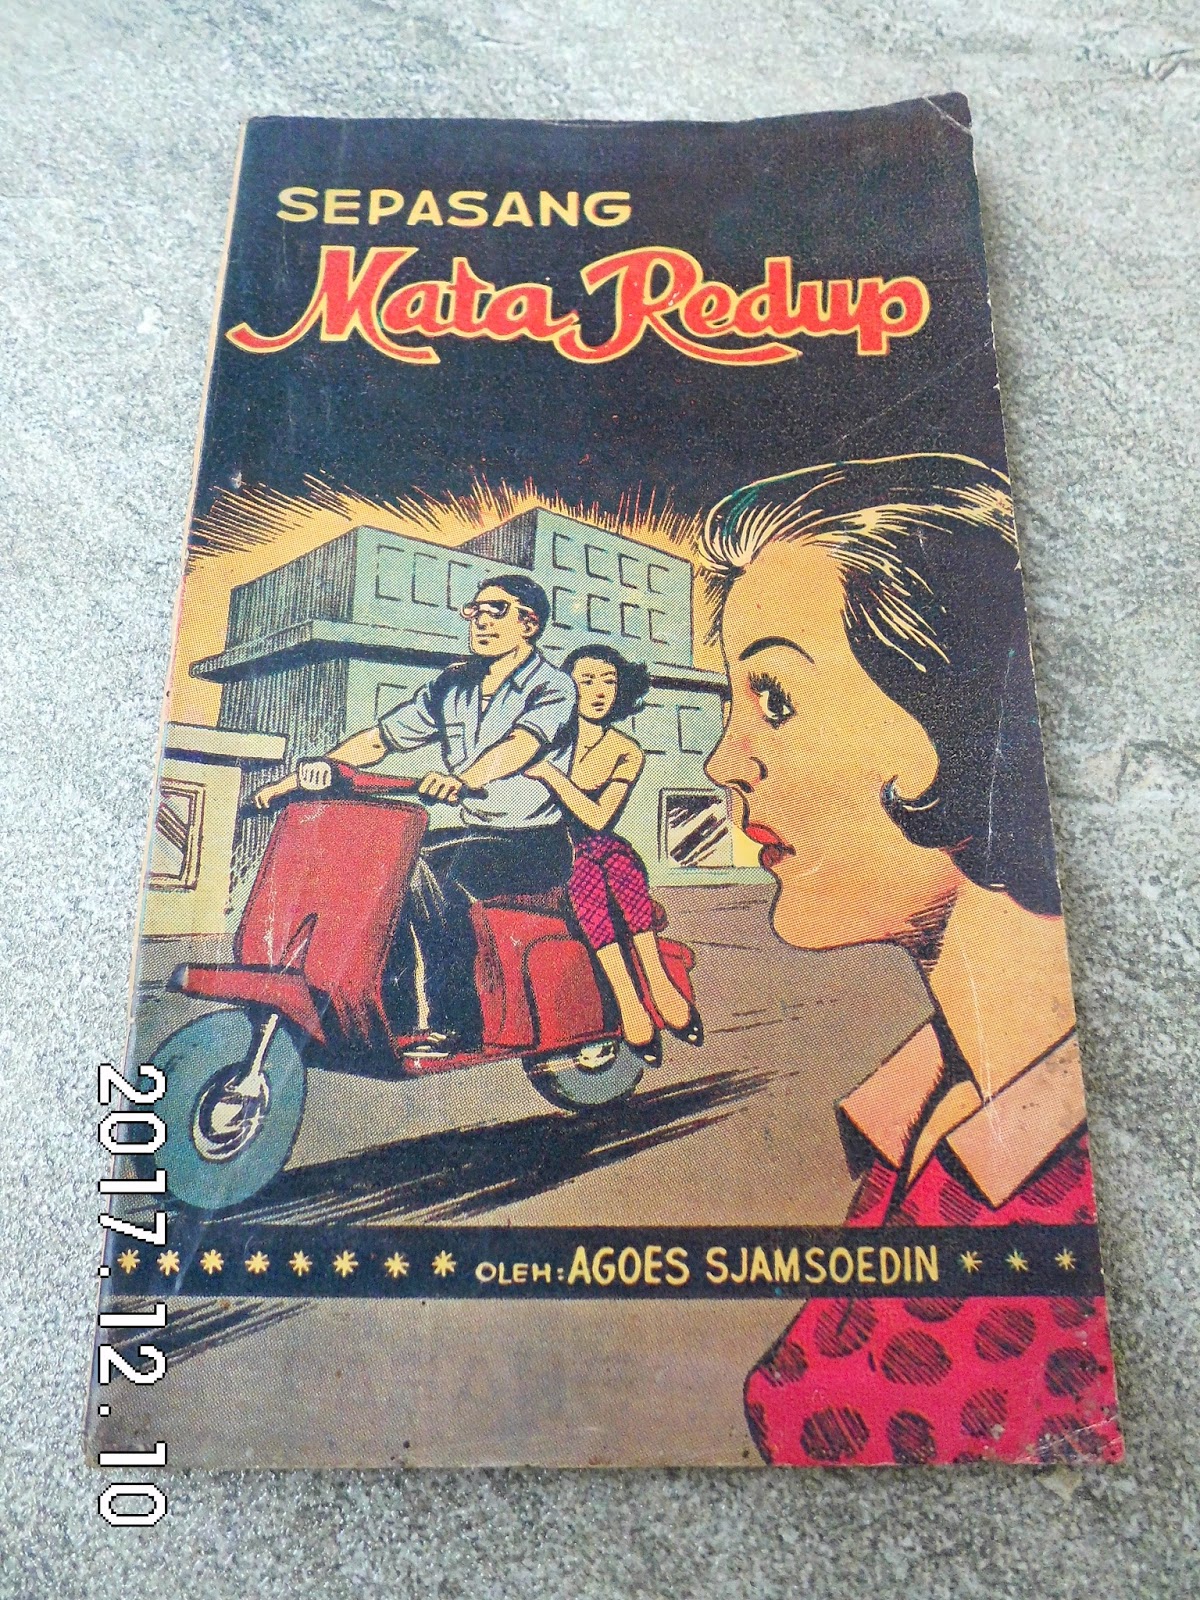 SEPASANG
Mata Redup
OLEH: AGOES SJAMSOEDIN
2017.12.10